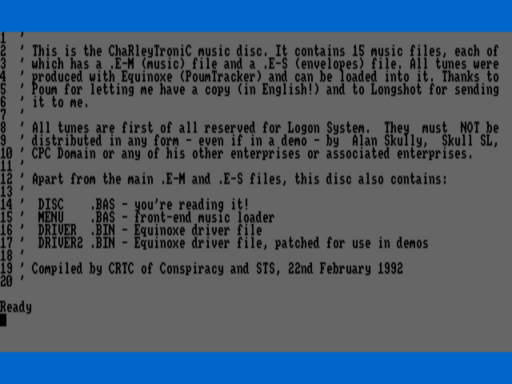 1 '
2 ' This is the ChaRleyTroniC music disc. It contains 15 music files, each of
3 ' which has a .E-M (music) file and a .E-S (envelopes) file. All tunes were
4 ' produced with Equinoxe (PoumTracker) and can be loaded into it. Thanks to
5 ' Poum for letting me have a copy (in English!) and to Longshot for sending
6 ' it to me.
7 '
8 ' All tunes are first of all reserved for Logon System. They must NOT be
9 ' distributed in any form - even if in a demo - by Alan Skully, Skull SL,
10 ' CPC Domain or any of his other enterprises or associated enterprises.
11 '
12 ' Apart from the main .E-M and .E-S files, this disc also contains:
13 '
14 ' DISC .BAS - you're reading it!
15 ' MENU .BAS - front-end music loader
16 ' DRIVER .BIN - Equinoxe driver file
17 ' DRIVER2 .BIN - Equinoxe driver file, patched for use in demos
18 '
19 ' Compiled by CRTC of Conspiracy and STS, 22nd February 1992
20 '
Ready